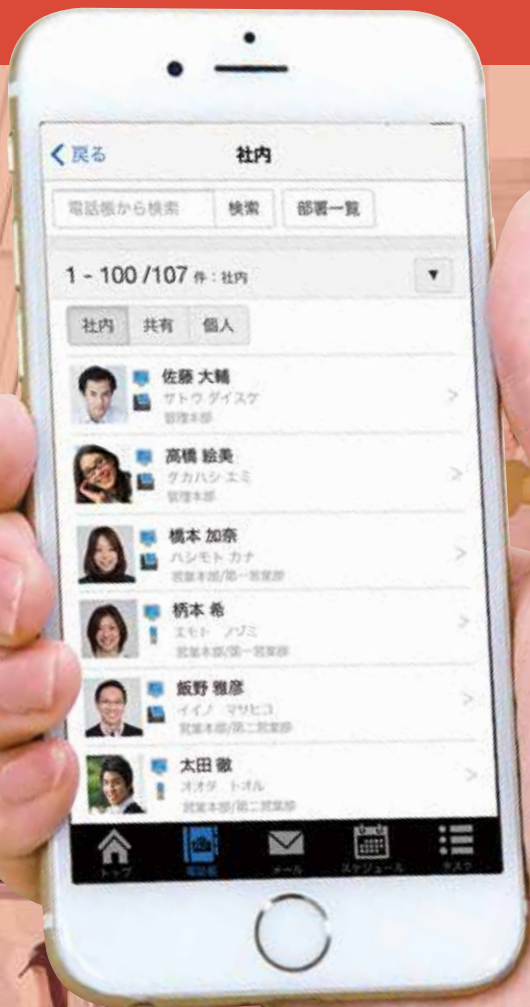 戻る
社内
電話帳から検索
検索
部署一覧
1 - 100 /107 件：社内
▼
社内
共有
個人
佐藤 大輔
サトウ ダイスケ
管理本部
高橋 絵美
タカハシ エミ
管理本部
橋本 加奈
ハシモト カナ
営業本部/第一営業部
柄本 希
エモト ノゾミ
営業本部/第一営業部
飯野 雅彦
イイノ マサヒコ
営業本部/第二営業部
太田 徹
オオタ トオル
営業本部/第二営業部
トップ
電話帳
メール
スケジュール
タスク